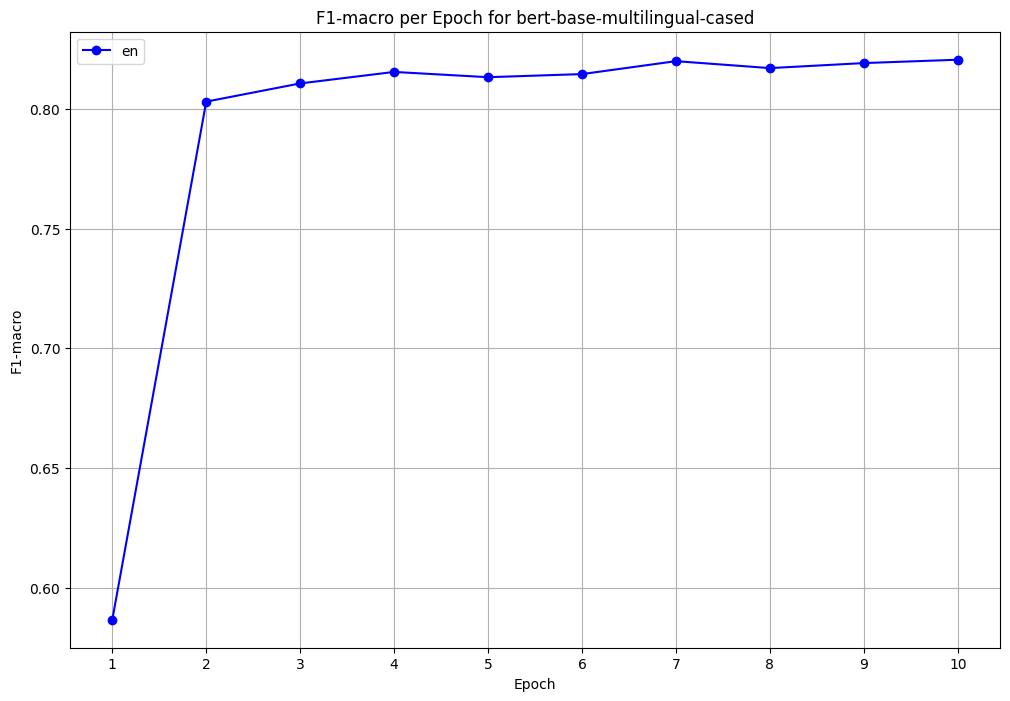 F1-macro per Epoch for bert-base-multilingual-cased
en
0.80
0.75
0.70
0.65
0.60
F1-macro
1 2 3 4 5 6 7 8 9 10
Epoch